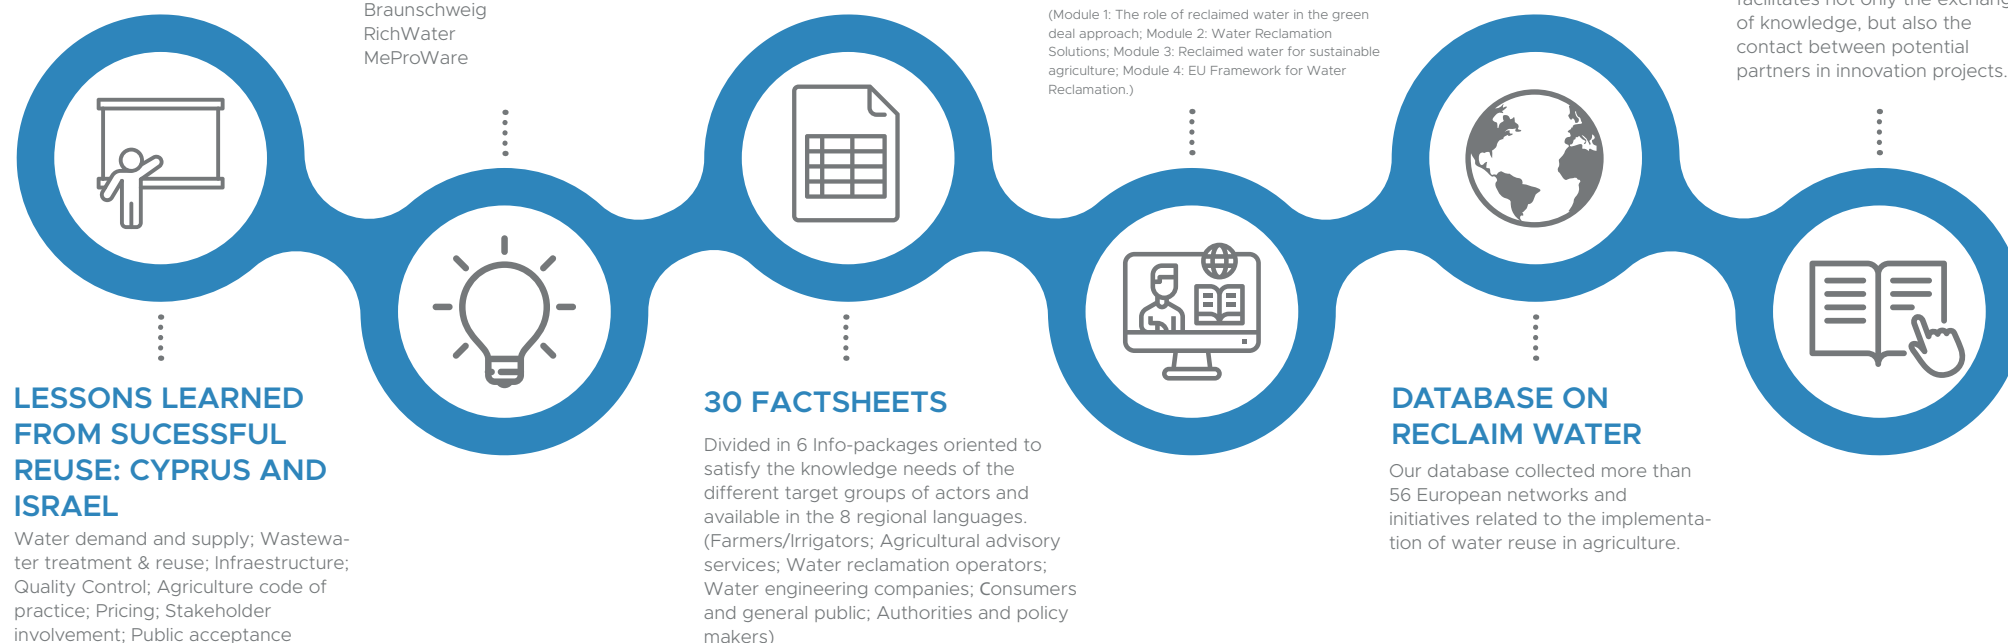 Braunschweig
RichWater
MeProWare
(Module 1: The role of reclaimed water in the green
deal approach; Module 2: Water Reclamation
Solutions; Module 3: Reclaimed water for sustainable
agriculture; Module 4: EU Framework for Water
Reclamation.)
facilitates not only the exchang
of knowledge, but also the
contact between potential
partners in innovation projects.
LESSONS LEARNED
FROM SUCESSFUL
REUSE: CYPRUS AND
ISRAEL
Water demand and supply; Wastewa-
ter treatment & reuse; Infraestructure;
Quality Control; Agriculture code of
practice; Pricing; Stakeholder
involvement; Public acceptance
30 FACTSHEETS
Divided in 6 Info-packages oriented to
satisfy the knowledge needs of the
different target groups of actors and
available in the 8 regional languages.
(Farmers/Irrigators; Agricultural advisory
services; Water reclamation operators;
Water engineering companies; Consumers
and general public; Authorities and policy
makers)
DATABASE ON
RECLAIM WATER
Our database collected more than
56 European networks and
initiatives related to the implementa-
tion of water reuse in agriculture.